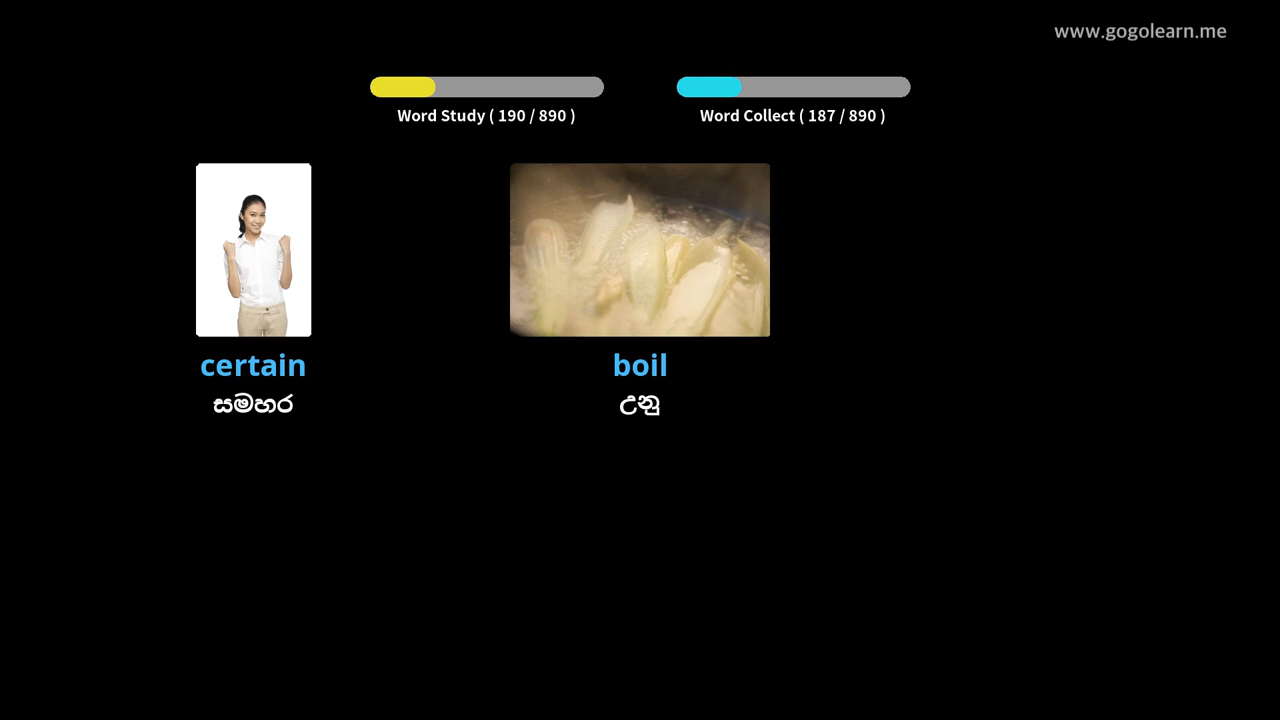 www.gogolearn.me
Word Study ( 190 / 890 )
Word Collect ( 187 / 890 )
certain
සමහර
boil
උනු